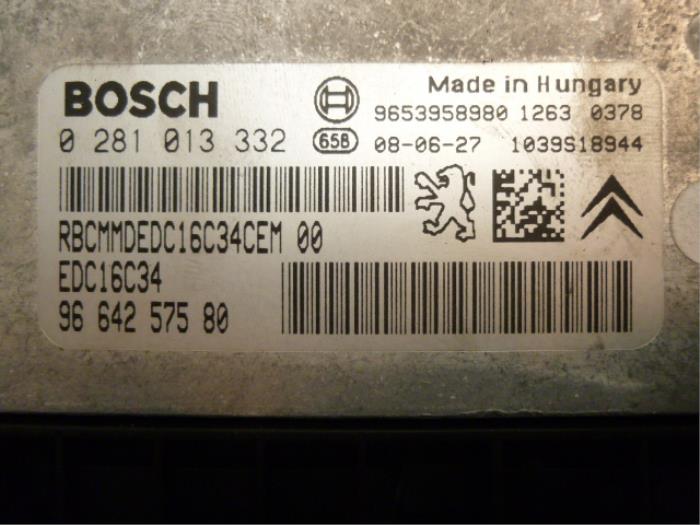 BOSCH
Made in Hungary
9653958980 1263 0378
0 281 013 332 658 08-06-27 1039S18944
RBCMMDEDC16C34CEM 00
EDC16C34
96 642 575 80